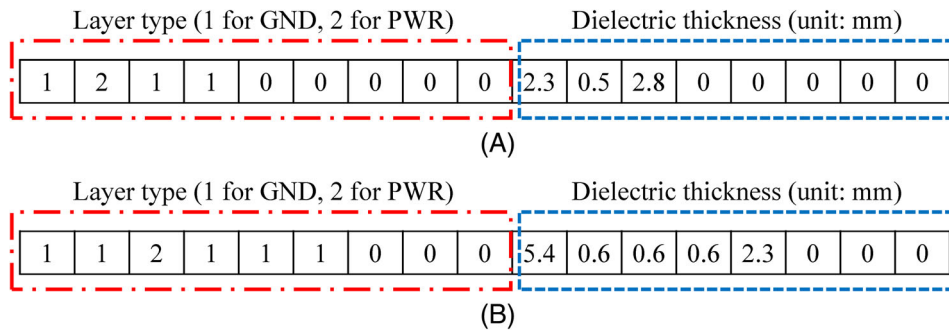 Layer type (1 for GND, 2 for PWR) Dielectric thickness (unit: mm)
1 2 1 1 0 0 0 0 0 2.3 0.5 2.8 0 0 0 0 0
(A)
Layer type (1 for GND, 2 for PWR) Dielectric thickness (unit: mm)
1 1 2 1 1 1 0 0 0 5.4 0.6 0.6 0.6 2.3 0 0 0
(B)